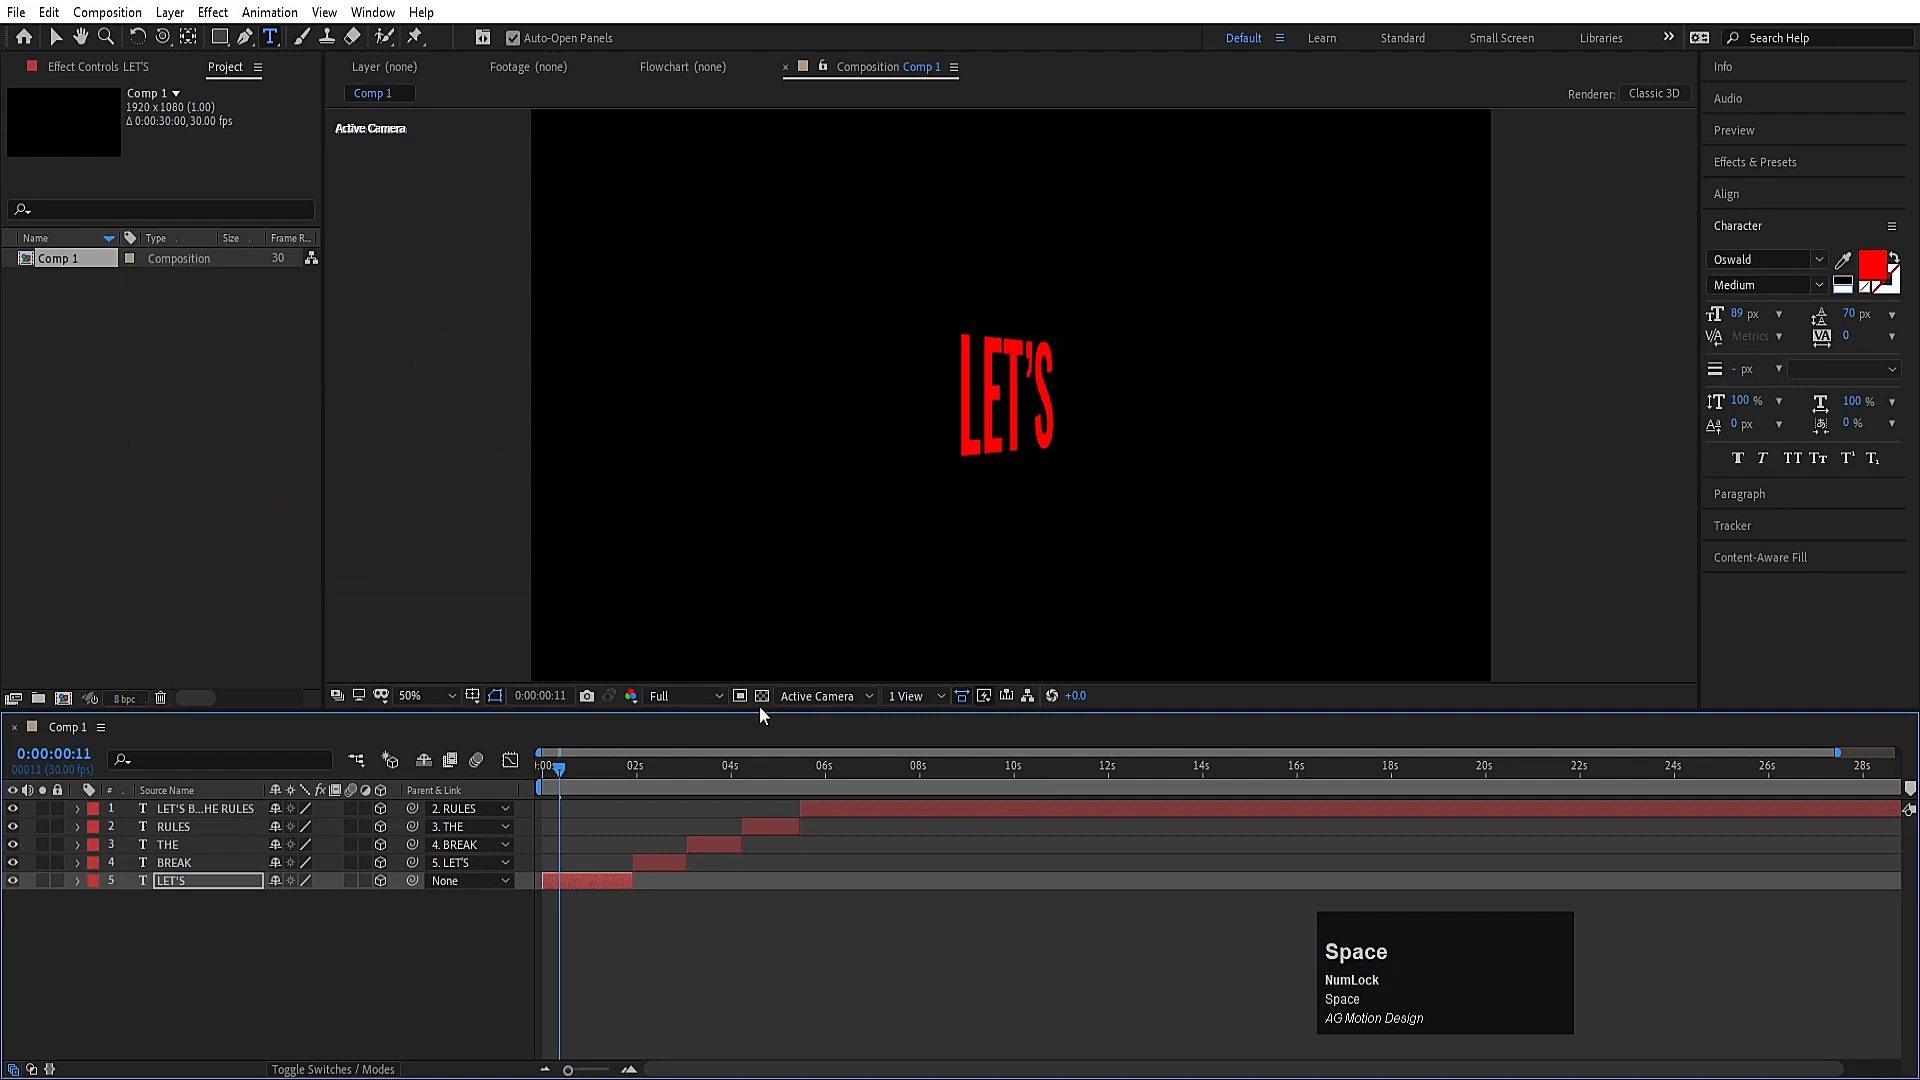 File Edit Composition Layer Effect Animation View Window Help
Auto-Open Panels
Default Learn Standard Small Screen Libraries Search Help
Effect Controls LET'S Project
Layer (none) Footage (none) Flowchart (none) Composition Comp 1
Comp 1
1920 x 1080 (1.00)
Δ 0:00:30:00, 30.00 fps
Comp 1
Renderer: Classic 3D
Active Camera
Name Type Size Frame R...
Comp 1 Composition 30
LET'S
Info
Audio
Preview
Effects & Presets
Align
Character
Oswald
Medium
89 px 70 px
Metrics 0
- px
100 % 100 %
0 px 0 %
Paragraph
Tracker
Content-Aware Fill
8 bpc
50% 0:00:00:11 Full Active Camera 1 View +0.0
Comp 1
0:00:00:11
00011 (30.00 fps)
:00s 02s 04s 06s 08s 10s 12s 14s 16s 18s 20s 22s 24s 26s 28s
# Source Name fx Parent & Link
1 T LET'S B...HE RULES 2. RULES
2 T RULES 3. THE
3 T THE 4. BREAK
4 T BREAK 5. LET'S
5 T LET'S None
Space
NumLock
Space
AG Motion Design
Toggle Switches / Modes